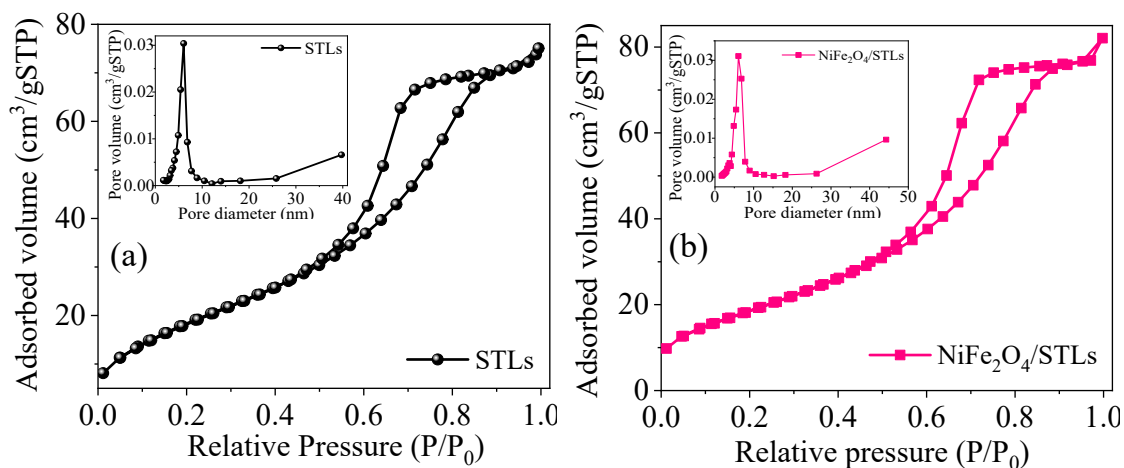 80
60
40
20
0.0 0.2 0.4 0.6 0.8 1.0
Adsorbed volume (cm³/gSTP)
Relative Pressure (P/P₀)
(a)
STLs
0.03
0.02
0.01
0.00
0 10 20 30 40
Pore volume (cm³/gSTP)
Pore diameter (nm)
STLs
80
60
40
20
0
0.0 0.2 0.4 0.6 0.8 1.0
Adsorbed volume (cm³/gSTP)
Relative pressure (P/P₀)
(b)
NiFe₂O₄/STLs
0.03
0.02
0.01
0.00
0 10 20 30 40 50
Pore volume (cm³/gSTP)
Pore diameter (nm)
NiFe₂O₄/STLs